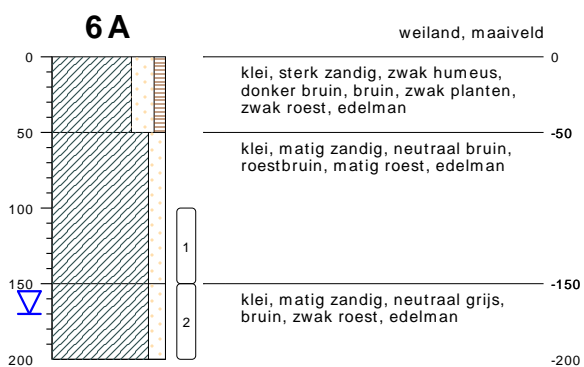 6A
weiland, maaiveld
0
0
klei, sterk zandig, zwak humeus,
donker bruin, bruin, zwak planten,
zwak roest, edelman
50
-50
klei, matig zandig, neutraal bruin,
roestbruin, matig roest, edelman
100
1
150
-150
klei, matig zandig, neutraal grijs,
bruin, zwak roest, edelman
2
200
-200